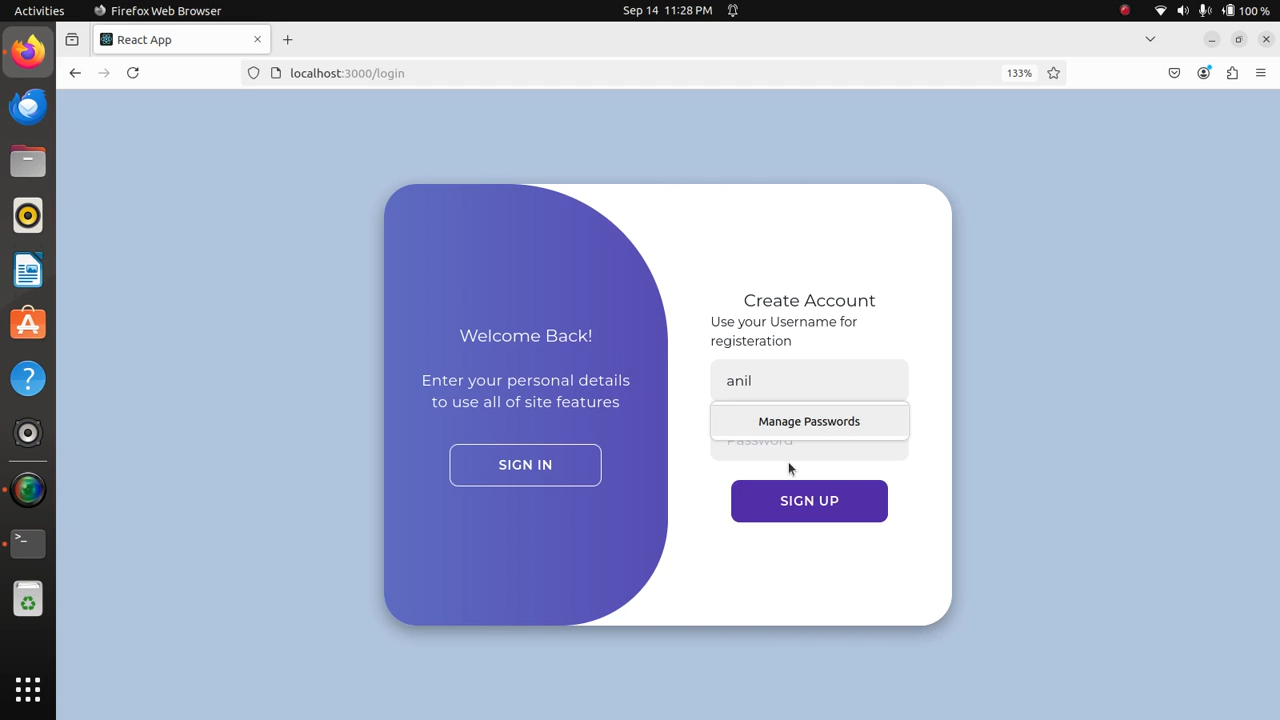 Activities
Firefox Web Browser
Sep 14 11:28 PM
100 %
React App
localhost:3000/login
133%
Welcome Back!
Enter your personal details
to use all of site features
SIGN IN
Create Account
Use your Username for
registeration
anil
Manage Passwords
Password
SIGN UP